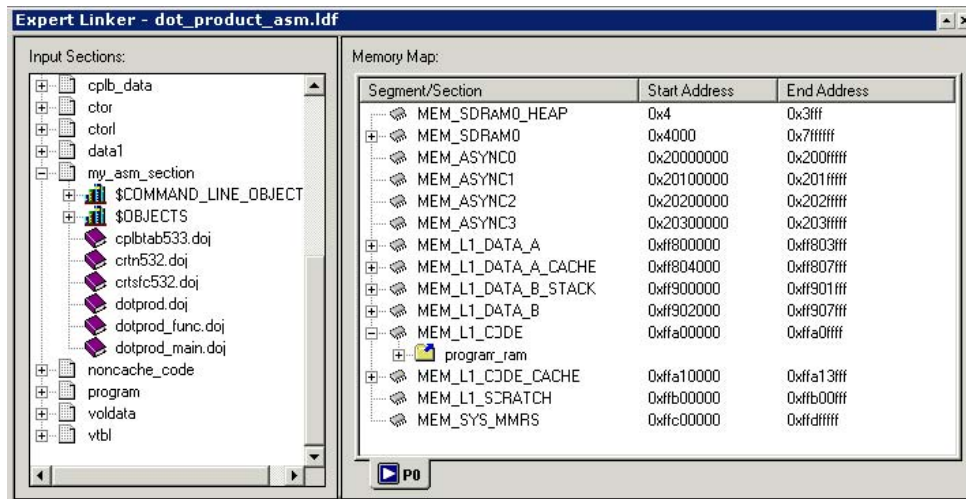 Expert Linker - dot_product_asm.ldf
Input Sections:
cplb_data
ctor
ctorl
data1
my_asm_section
$COMMAND_LINE_OBJECT
$OBJECTS
cplbtab533.doj
crtn532.doj
crtsfc532.doj
dotprod.doj
dotprod_func.doj
dotprod_main.doj
noncache_code
program
voldata
vtbl
Memory Map:
Segment/Section Start Address End Address
MEM_SDRAM0_HEAP 0x4 0x3fff
MEM_SDRAM0 0x4000 0x7ffffff
MEM_ASYNC0 0x20000000 0x200fffff
MEM_ASYNC1 0x20100000 0x201fffff
MEM_ASYNC2 0x20200000 0x202fffff
MEM_ASYNC3 0x20300000 0x203fffff
MEM_L1_DATA_A 0xff800000 0xff803fff
MEM_L1_DATA_A_CACHE 0xff804000 0xff807fff
MEM_L1_DATA_B_STACK 0xff900000 0xff901fff
MEM_L1_DATA_B 0xff902000 0xff907fff
MEM_L1_CODE 0xffa00000 0xffa0ffff
program_ram
MEM_L1_CODE_CACHE 0xffa10000 0xffa13fff
MEM_L1_SCRATCH 0xffb00000 0xffb00fff
MEM_SYS_MMRS 0xffc00000 0xffdfffff
P0